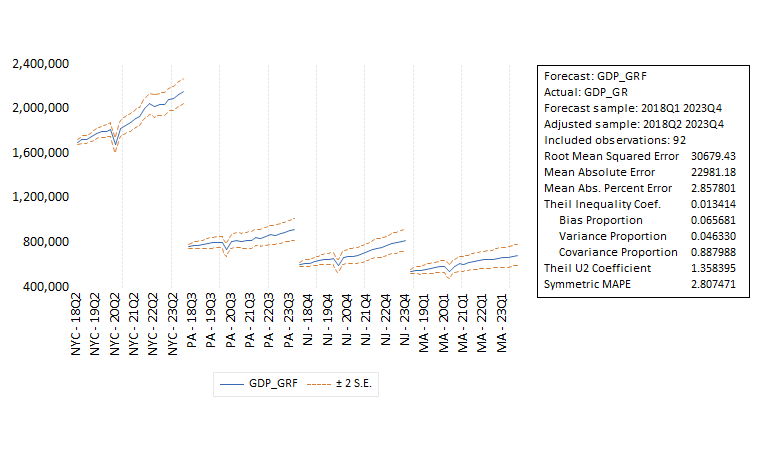 2,400,000
2,000,000
1,600,000
1,200,000
800,000
400,000
NYC - 18Q2
NYC - 19Q2
NYC - 20Q2
NYC - 22Q2
NYC - 23Q2
PA - 18Q3
PA - 19Q3
PA - 20Q3
PA - 21Q3
PA - 22Q3
PA - 23Q3
NJ - 18Q4
NJ - 19Q4
NJ - 20Q4
NJ - 21Q4
NJ - 22Q4
NJ - 23Q4
MA - 19Q1
MA - 20Q1
MA - 21Q1
MA - 22Q1
MA - 23Q1
GDP_GRF
± 2 S.E.
Forecast: GDP_GRF
Actual: GDP_GR
Forecast sample: 2018Q1 2023Q4
Adjusted sample: 2018Q2 2023Q4
Included observations: 92
Root Mean Squared Error 30679.43
Mean Absolute Error 22981.18
Mean Abs. Percent Error 2.857801
Theil Inequality Coef. 0.013414
Bias Proportion 0.065681
Variance Proportion 0.046330
Covariance Proportion 0.887988
Theil U2 Coefficient 1.358395
Symmetric MAPE 2.807471